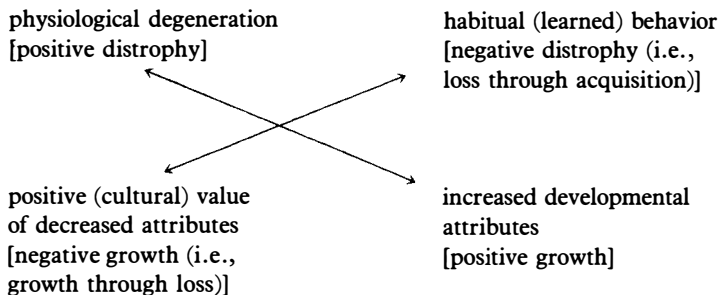 physiological degeneration
[positive distrophy]
habitual (learned) behavior
[negative distrophy (i.e.,
loss through acquisition)]
positive (cultural) value
of decreased attributes
[negative growth (i.e.,
growth through loss)]
increased developmental
attributes
[positive growth]